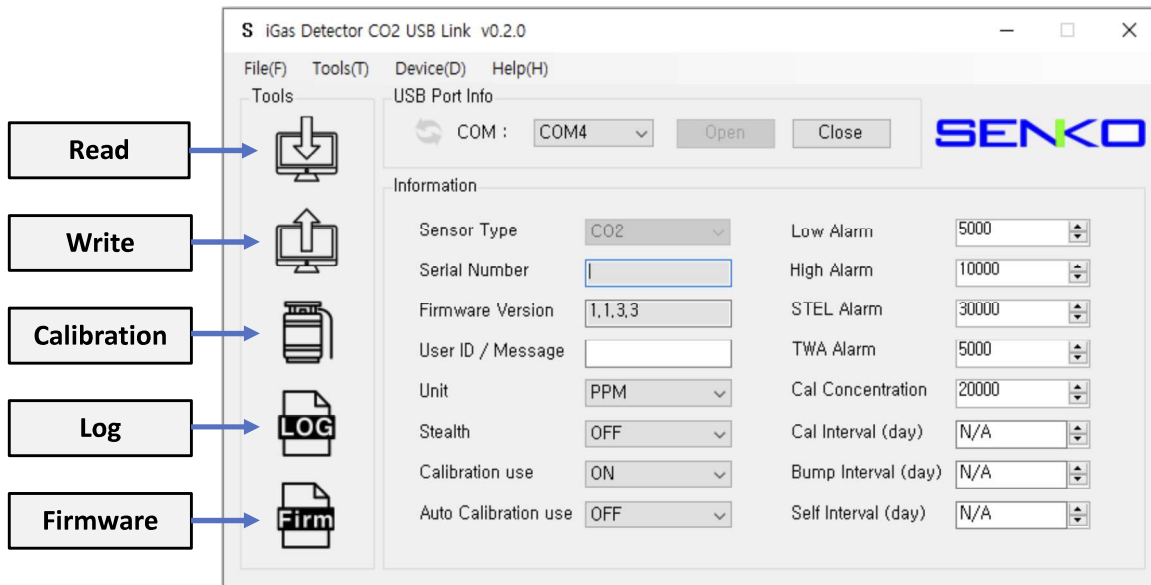 S iGas Detector CO2 USB Link v0.2.0
File(F) Tools(T) Device(D) Help(H)
Tools
USB Port Info
COM : COM4 Open Close
SENKO
Read
Write
Calibration
Log
Firmware
LOG
Firm
Information
Sensor Type CO2
Serial Number
Firmware Version 1,1,3,3
User ID / Message
Unit PPM
Stealth OFF
Calibration use ON
Auto Calibration use OFF
Low Alarm 5000
High Alarm 10000
STEL Alarm 30000
TWA Alarm 5000
Cal Concentration 20000
Cal Interval (day) N/A
Bump Interval (day) N/A
Self Interval (day) N/A